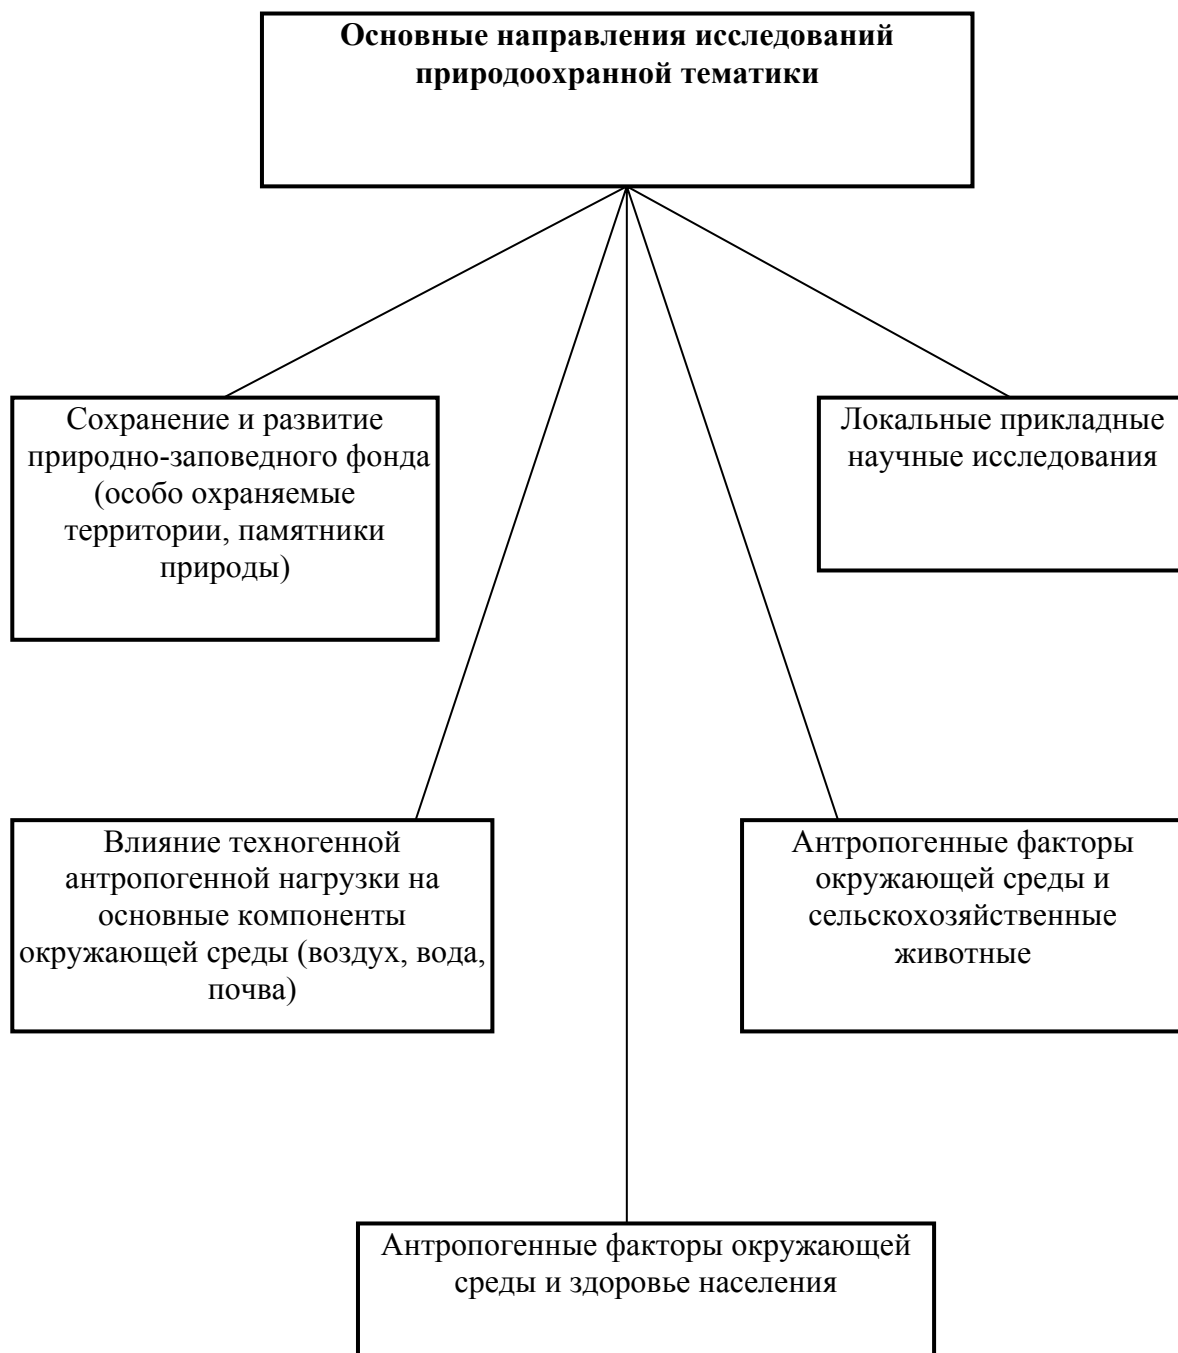 Основные направления исследований
природоохранной тематики
Сохранение и развитие
природно-заповедного фонда
(особо охраняемые
территории, памятники
природы)
Локальные прикладные
научные исследования
Влияние техногенной
антропогенной нагрузки на
основные компоненты
окружающей среды (воздух, вода,
почва)
Антропогенные факторы
окружающей среды и
сельскохозяйственные
животные
Антропогенные факторы окружающей
среды и здоровье населения